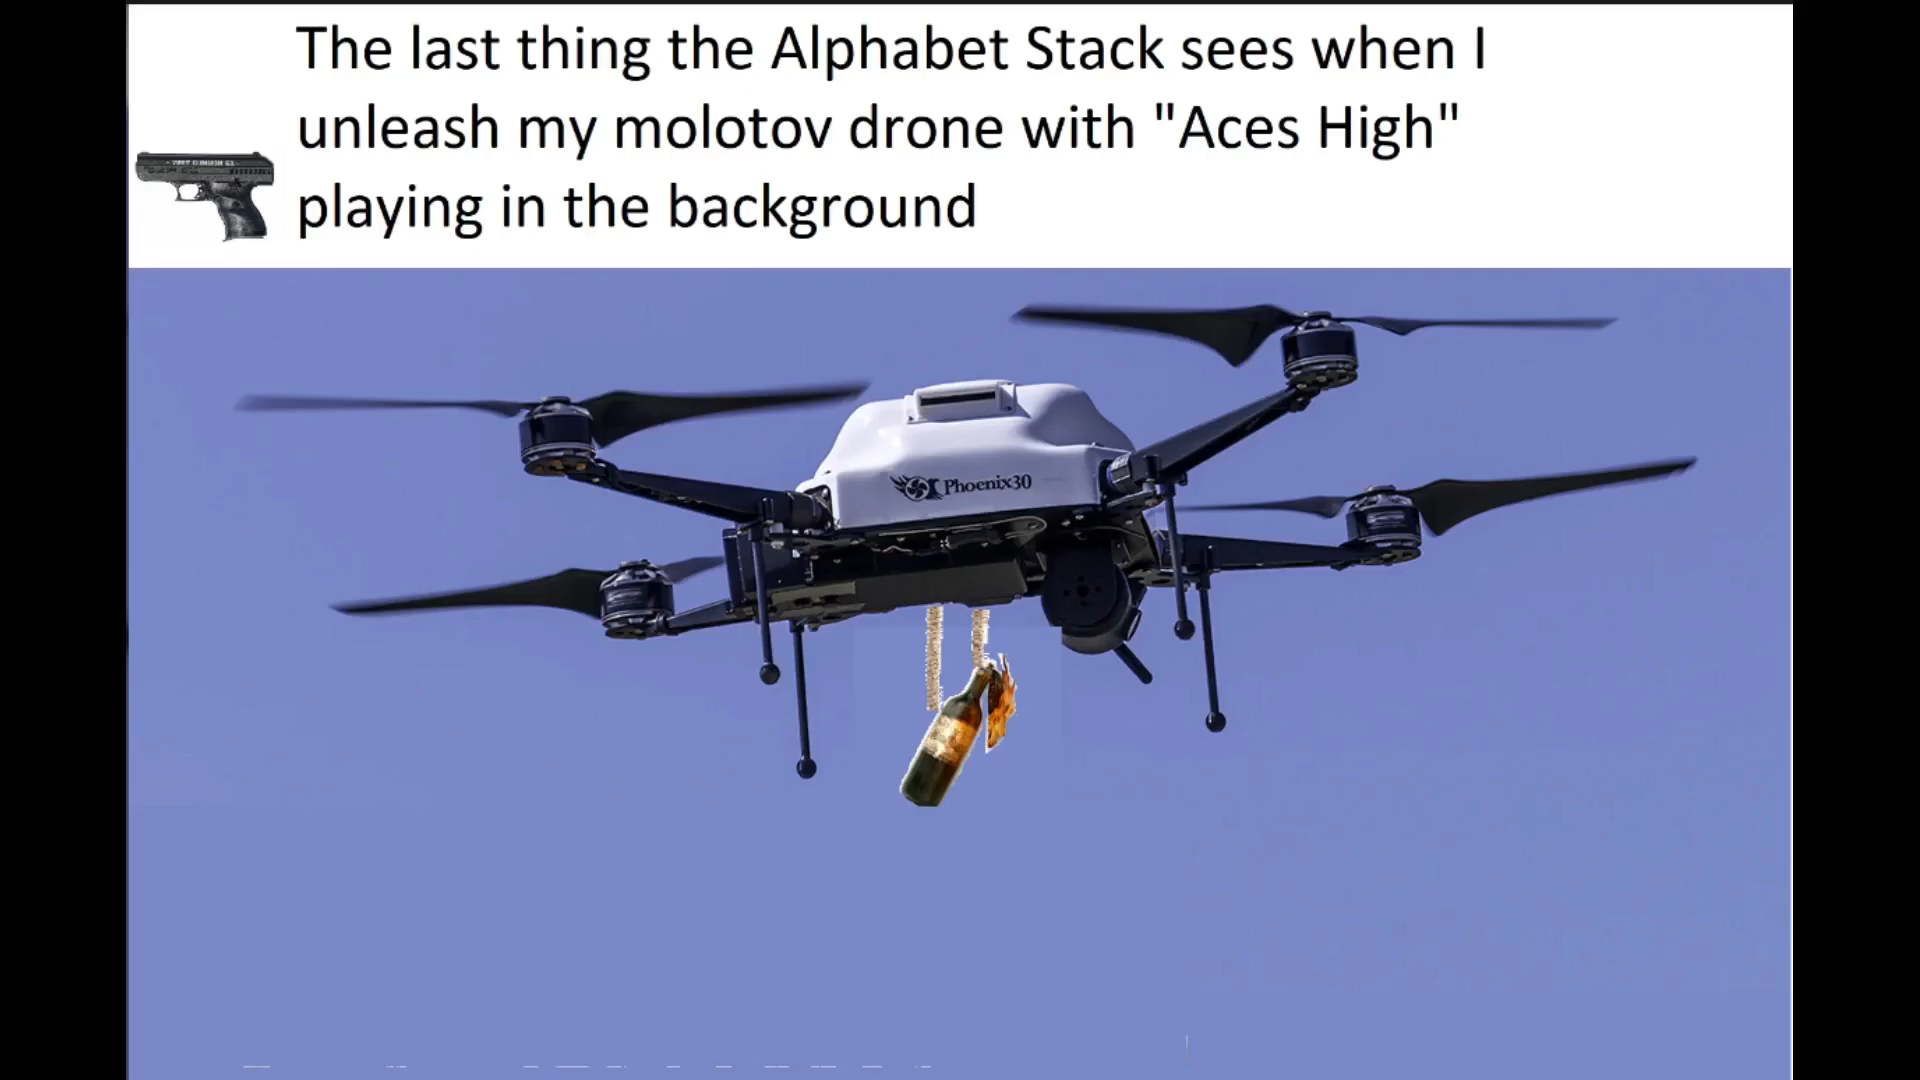 The last thing the Alphabet Stack sees when I
unleash my molotov drone with "Aces High"
playing in the background
Phoenix30